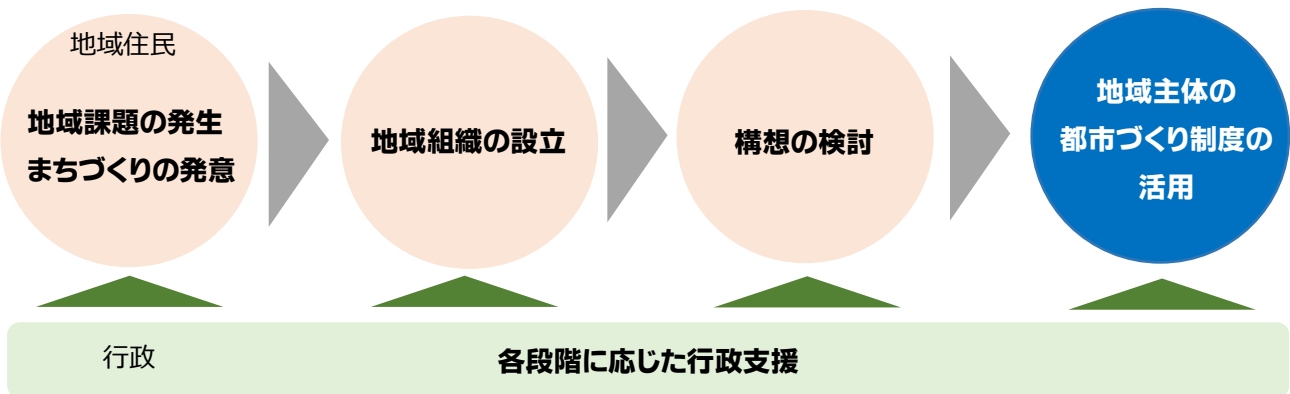 地域住民
地域課題の発生
まちづくりの発意
地域組織の設立
構想の検討
地域主体の
都市づくり制度の
活用
行政
各段階に応じた行政支援